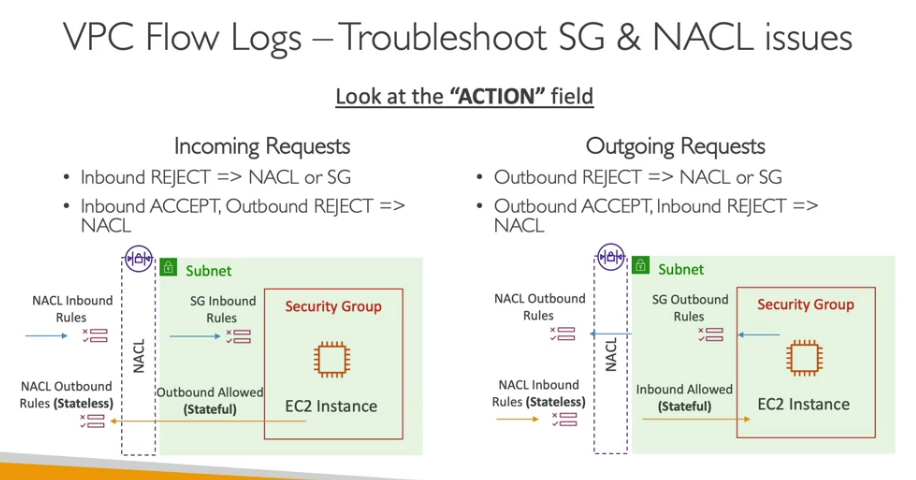 VPC Flow Logs – Troubleshoot SG & NACL issues
Look at the “ACTION” field
Incoming Requests
• Inbound REJECT => NACL or SG
• Inbound ACCEPT, Outbound REJECT =>
NACL
Subnet
NACL Inbound
Rules
SG Inbound
Rules
Security Group
NACL
NACL Outbound
Rules (Stateless)
Outbound Allowed
(Stateful)
EC2 Instance
Outgoing Requests
• Outbound REJECT => NACL or SG
• Outbound ACCEPT, Inbound REJECT =>
NACL
Subnet
NACL Outbound
Rules
SG Outbound
Rules
Security Group
NACL
NACL Inbound
Rules (Stateless)
Inbound Allowed
(Stateful)
EC2 Instance